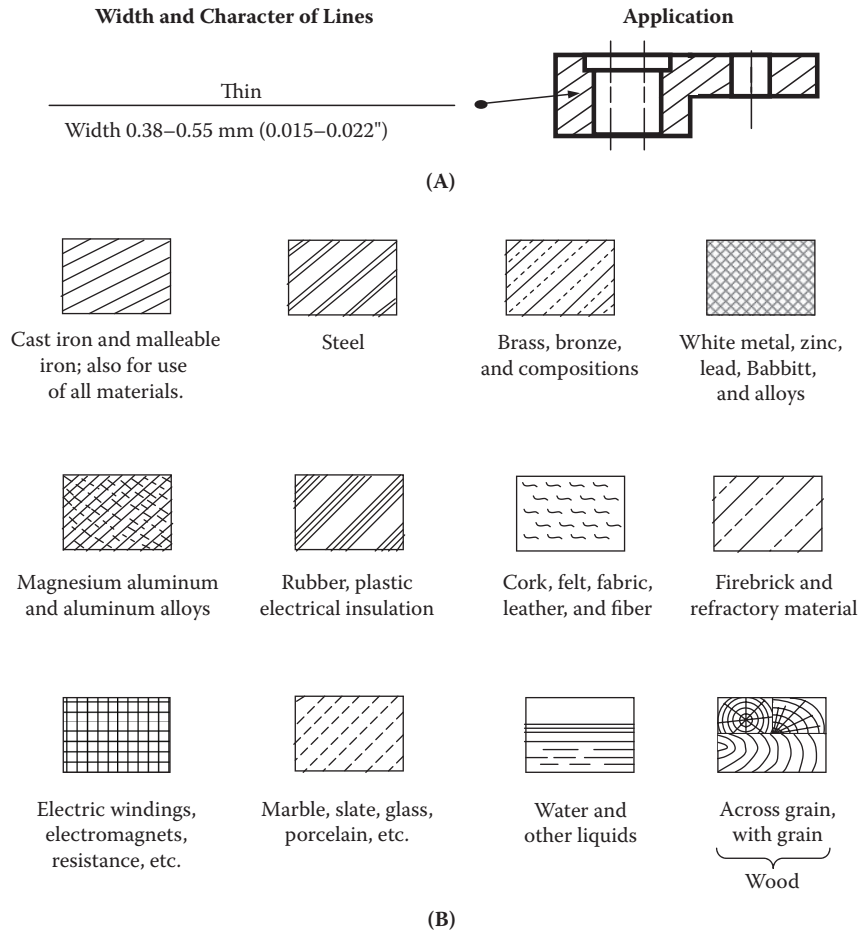 Width and Character of Lines
Application
Thin
Width 0.38–0.55 mm (0.015–0.022")
(A)
Cast iron and malleable
iron; also for use
of all materials.
Steel
Brass, bronze,
and compositions
White metal, zinc,
lead, Babbitt,
and alloys
Magnesium aluminum
and aluminum alloys
Rubber, plastic
electrical insulation
Cork, felt, fabric,
leather, and fiber
Firebrick and
refractory material
Electric windings,
electromagnets,
resistance, etc.
Marble, slate, glass,
porcelain, etc.
Water and
other liquids
Across grain,
with grain
Wood
(B)